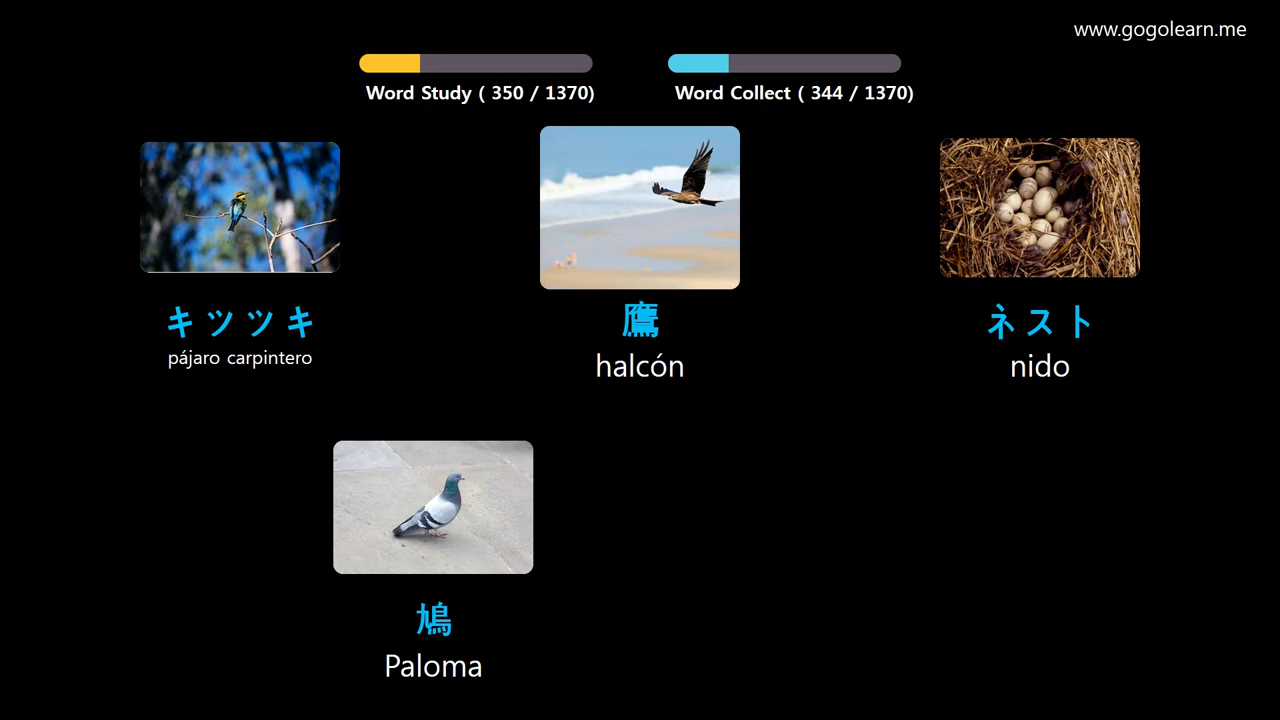 www.gogolearn.me
Word Study ( 350 / 1370)
Word Collect ( 344 / 1370)
キツツキ
pájaro carpintero
鷹
halcón
ネスト
nido
鳩
Paloma